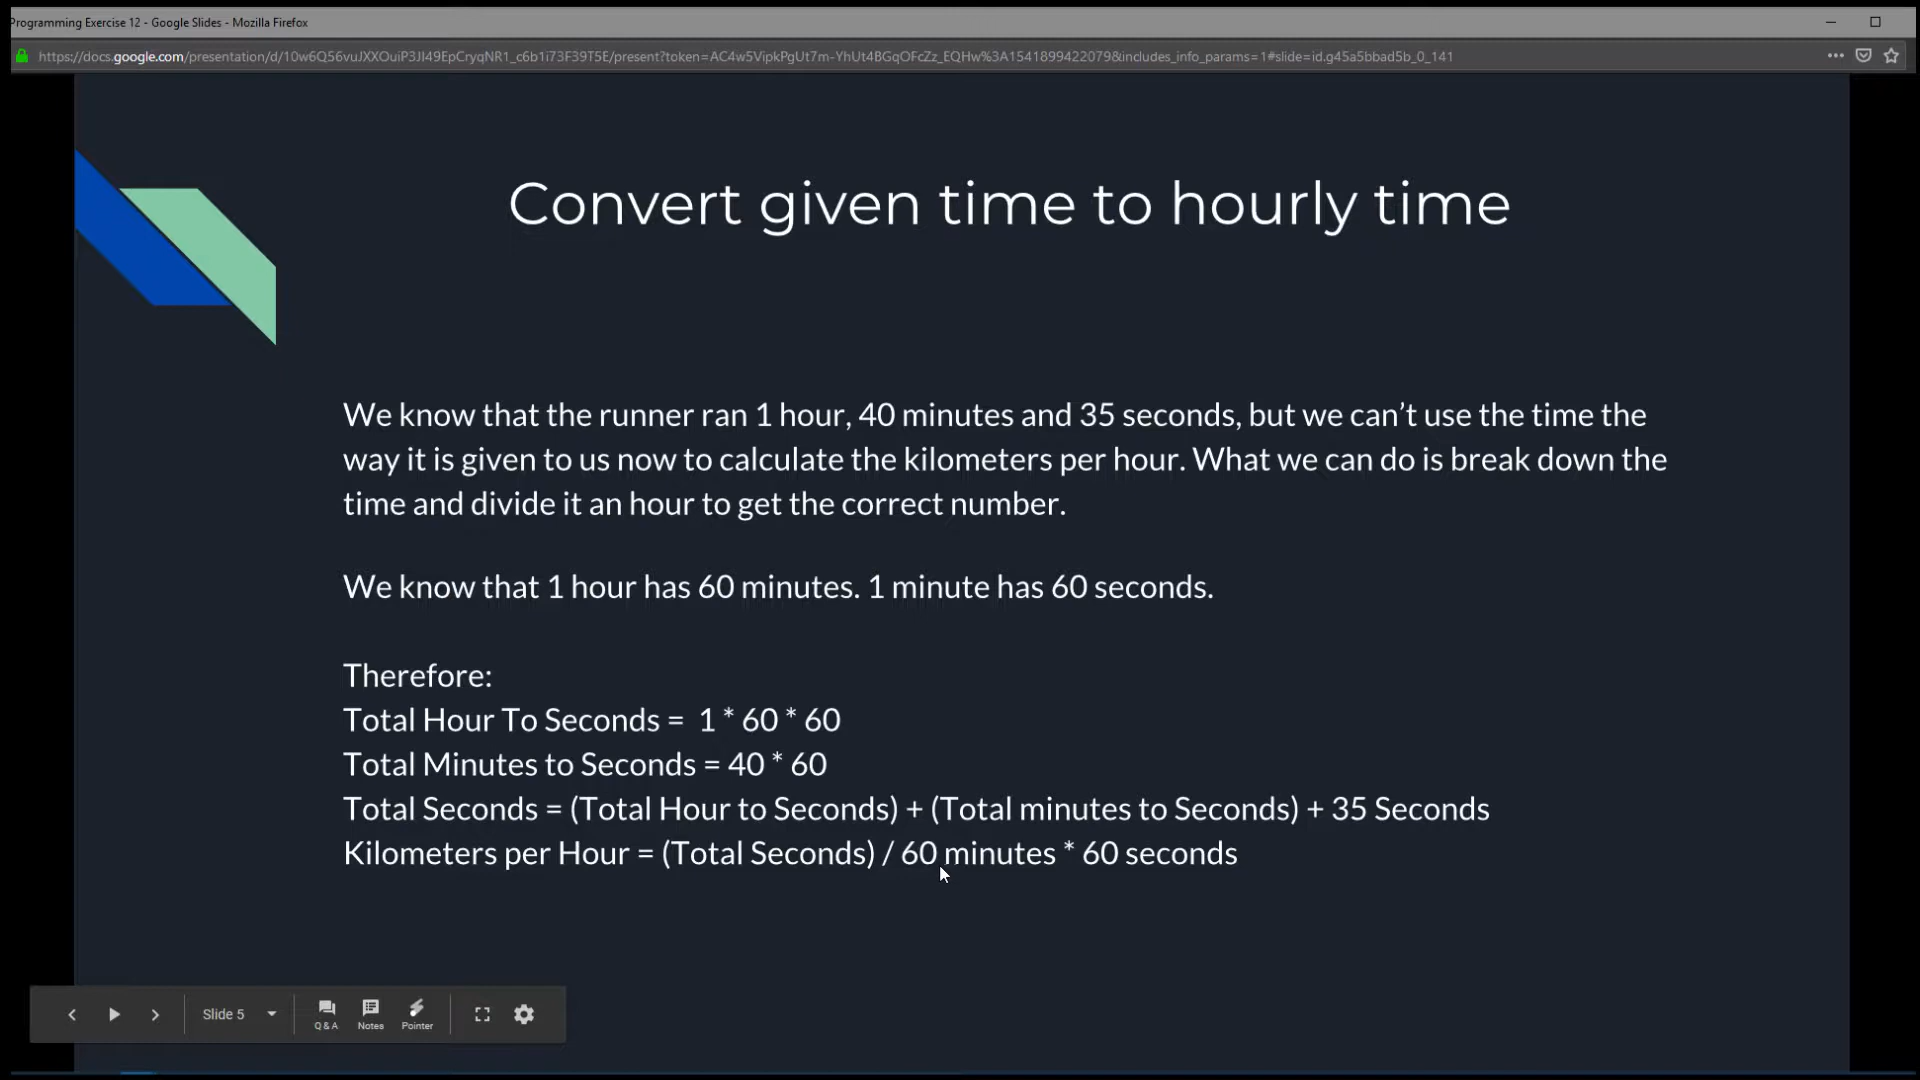 Programming Exercise 12 - Google Slides - Mozilla Firefox
https://docs.google.com/presentation/d/10w6Q56vuJXXOuiP3JI49EpCryqNR1_c6b1i73F39T5E/present?token=AC4w5VipkPgUt7m-YhUt4BGqOFcZz_EQHw%3A1541899422079&includes_info_params=1#slide=id.g45a5bbad5b_0_141
Convert given time to hourly time
We know that the runner ran 1 hour, 40 minutes and 35 seconds, but we can’t use the time the
way it is given to us now to calculate the kilometers per hour. What we can do is break down the
time and divide it an hour to get the correct number.
We know that 1 hour has 60 minutes. 1 minute has 60 seconds.
Therefore:
Total Hour To Seconds = 1 * 60 * 60
Total Minutes to Seconds = 40 * 60
Total Seconds = (Total Hour to Seconds) + (Total minutes to Seconds) + 35 Seconds
Kilometers per Hour = (Total Seconds) / 60 minutes * 60 seconds
Slide 5
Q & A
Notes
Pointer